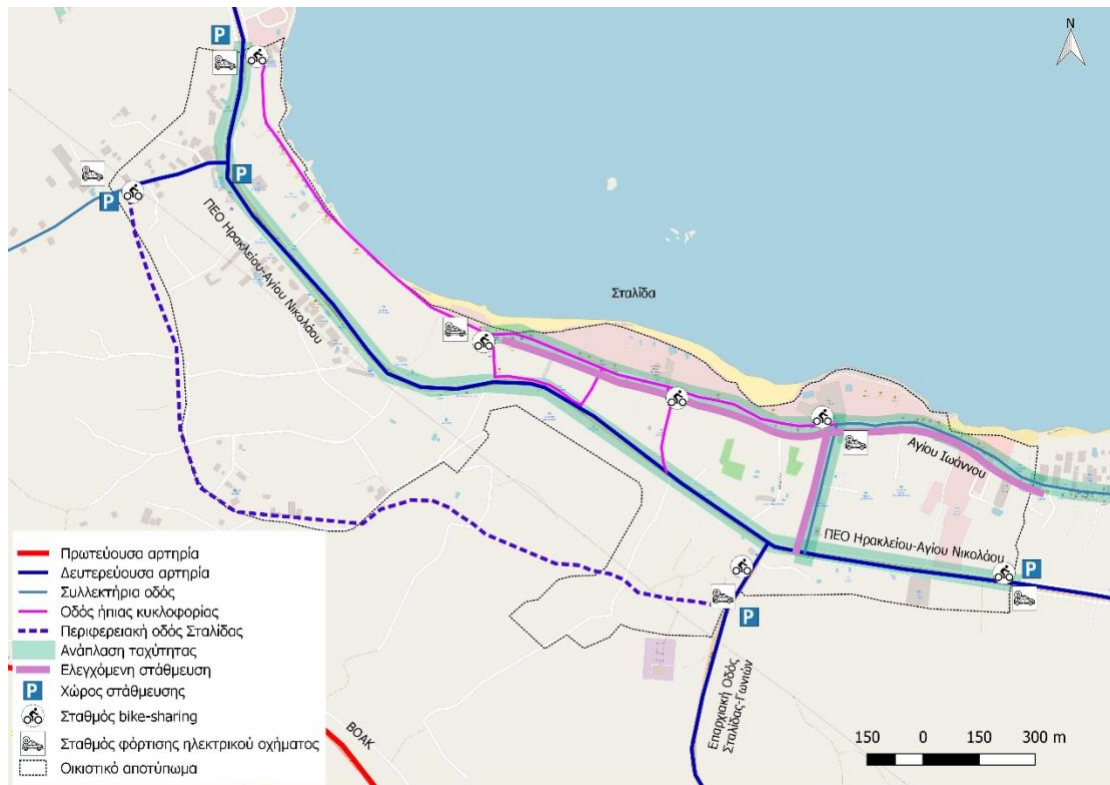 N
P
P
P
ΠΕΟ Ηρακλείου-Αγίου Νικολάου
Σταλίδα
Αγίου Ιωάννου
ΠΕΟ Ηρακλείου-Αγίου Νικολάου
P
P
Επαρχιακή Οδός
Σταλίδας-Γωνιών
ΒΟΑΚ
Πρωτεύουσα αρτηρία
Δευτερεύουσα αρτηρία
Συλλεκτήρια οδός
Οδός ήπιας κυκλοφορίας
Περιφερειακή οδός Σταλίδας
Ανάπλαση ταχύτητας
Ελεγχόμενη στάθμευση
P Χώρος στάθμευσης
Σταθμός bike-sharing
Σταθμός φόρτισης ηλεκτρικού οχήματος
Οικιστικό αποτύπωμα
150 0 150 300 m